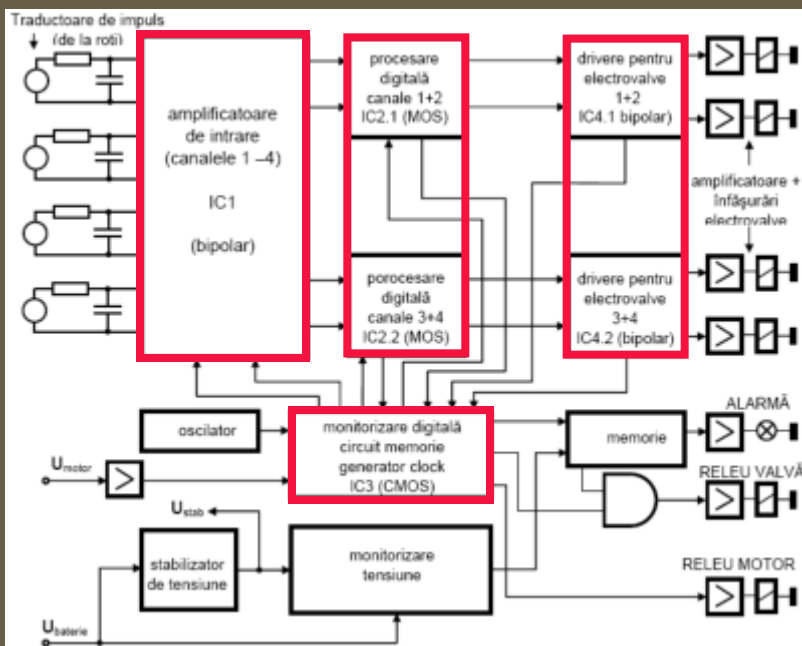 Traductoare de impuls
(de la roti)
amplificatoare
de intrare
(canalele 1 –4)
IC1
(bipolar)
procesare
digitală
canale 1+2
IC2.1 (MOS)
porocesare
digitală
canale 3+4
IC2.2 (MOS)
drivere pentru
electrovalve
1+2
IC4.1 bipolar)
drivere pentru
electrovalve
3+4
IC4.2 (bipolar)
amplificatoare +
înfăşurări
electrovalve
oscilator
monitorizare digitală
circuit memorie
generator clock
IC3 (CMOS)
memorie
ALARMĂ
RELEU VALVĂ
RELEU MOTOR
Umotor
Ustab
stabilizator
de tensiune
monitorizare
tensiune
Ubaterie